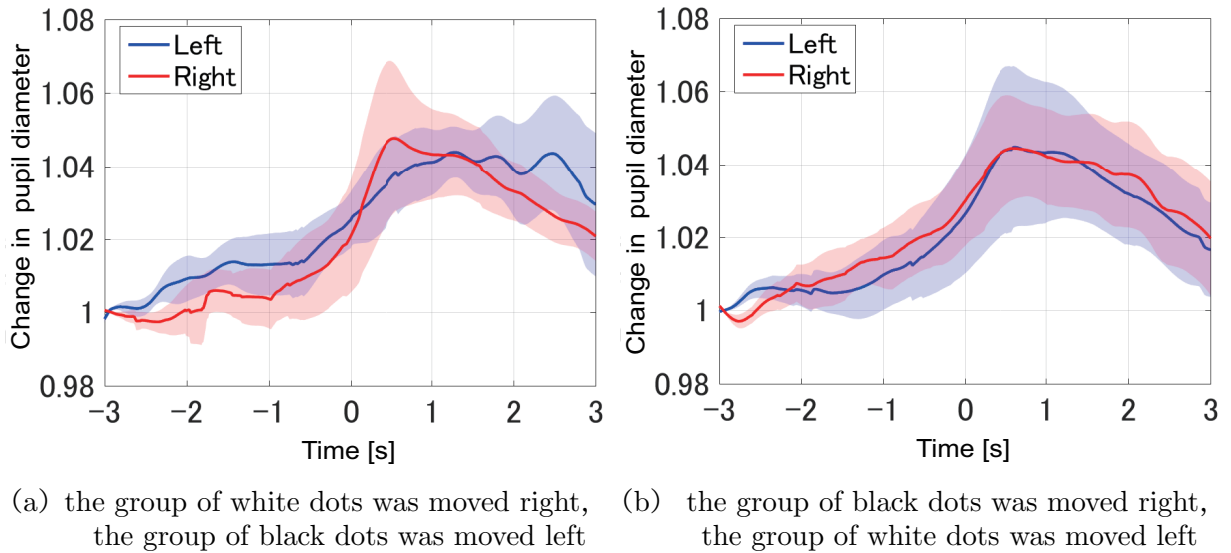 1.08
1.06
1.04
1.02
1
0.98
Change in pupil diameter
Left
Right
-3
-2
-1
0
1
2
3
Time [s]
(a) the group of white dots was moved right,
the group of black dots was moved left
1.08
1.06
1.04
1.02
1
0.98
Change in pupil diameter
Left
Right
-3
-2
-1
0
1
2
3
Time [s]
(b) the group of black dots was moved right,
the group of white dots was moved left